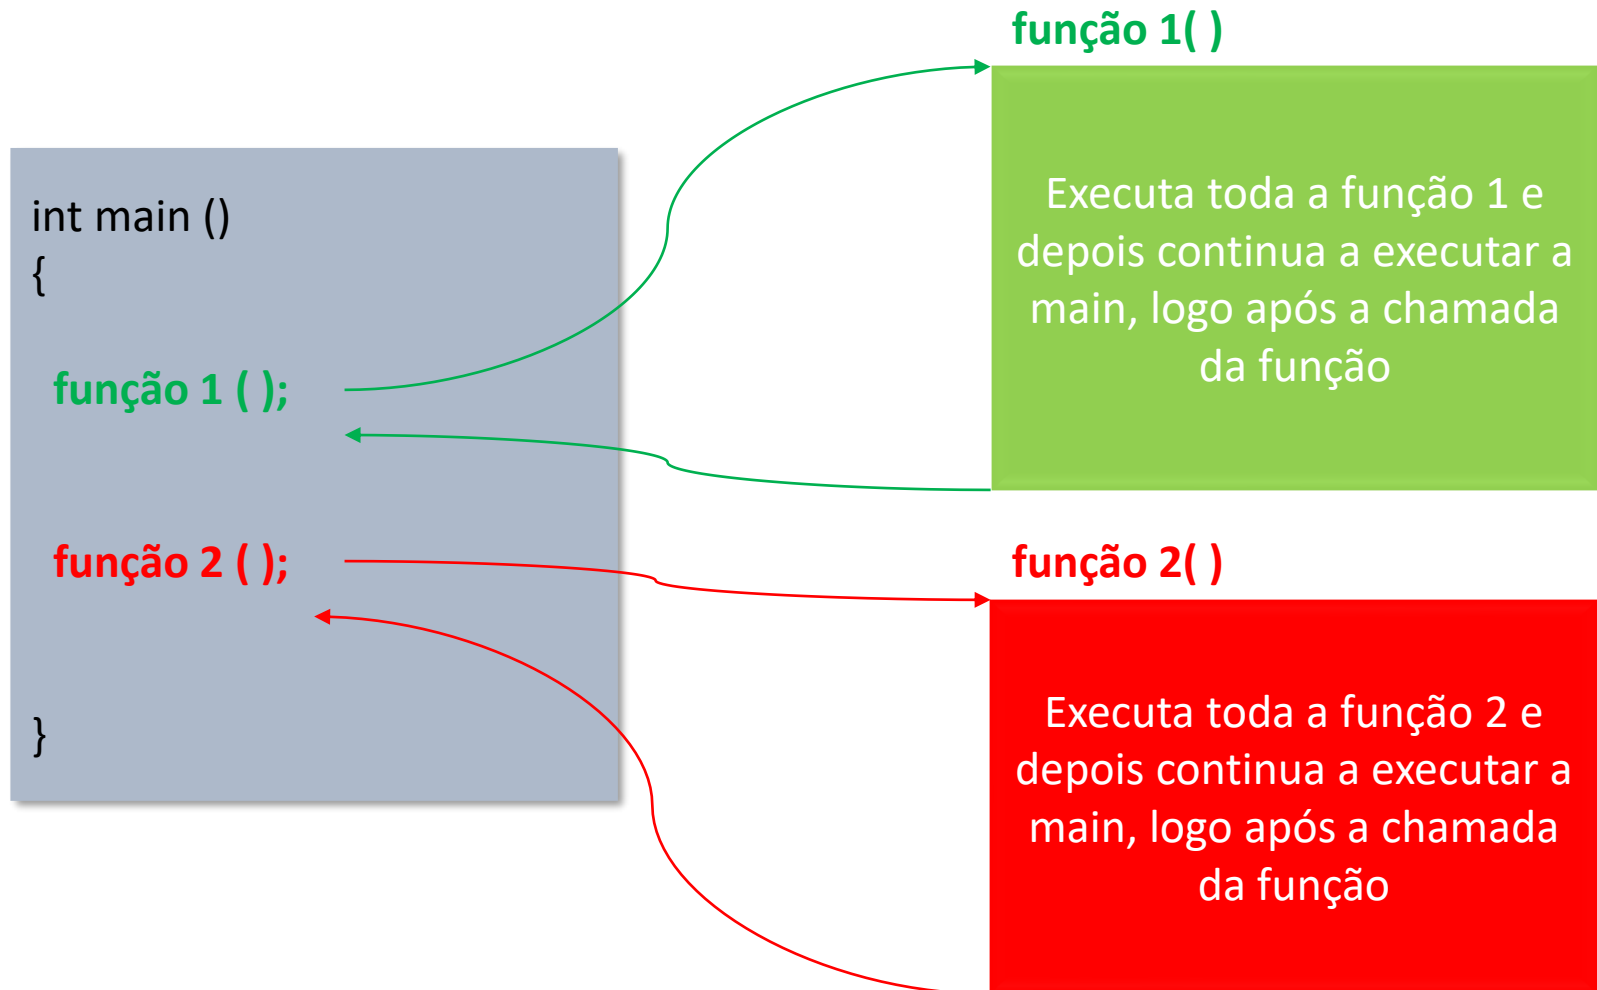 int main ()
{
função 1 ( );
função 2 ( );
}
função 1( )
Executa toda a função 1 e
depois continua a executar a
main, logo após a chamada
da função
função 2( )
Executa toda a função 2 e
depois continua a executar a
main, logo após a chamada
da função